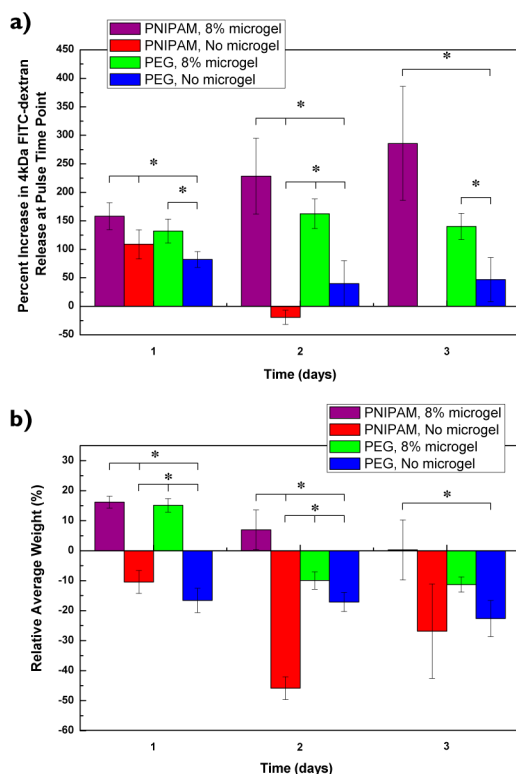 a)
PNIPAM, 8% microgel
PNIPAM, No microgel
PEG, 8% microgel
PEG, No microgel
Percent Increase in 4kDa FITC-dextran
Release at Pulse Time Point
450
400
350
300
250
200
150
100
50
0
-50
*
*
*
*
*
*
1
2
3
Time (days)
b)
PNIPAM, 8% microgel
PNIPAM, No microgel
PEG, 8% microgel
PEG, No microgel
Relative Average Weight (%)
30
20
10
0
-10
-20
-30
-40
-50
-60
*
*
*
*
*
1
2
3
Time (days)